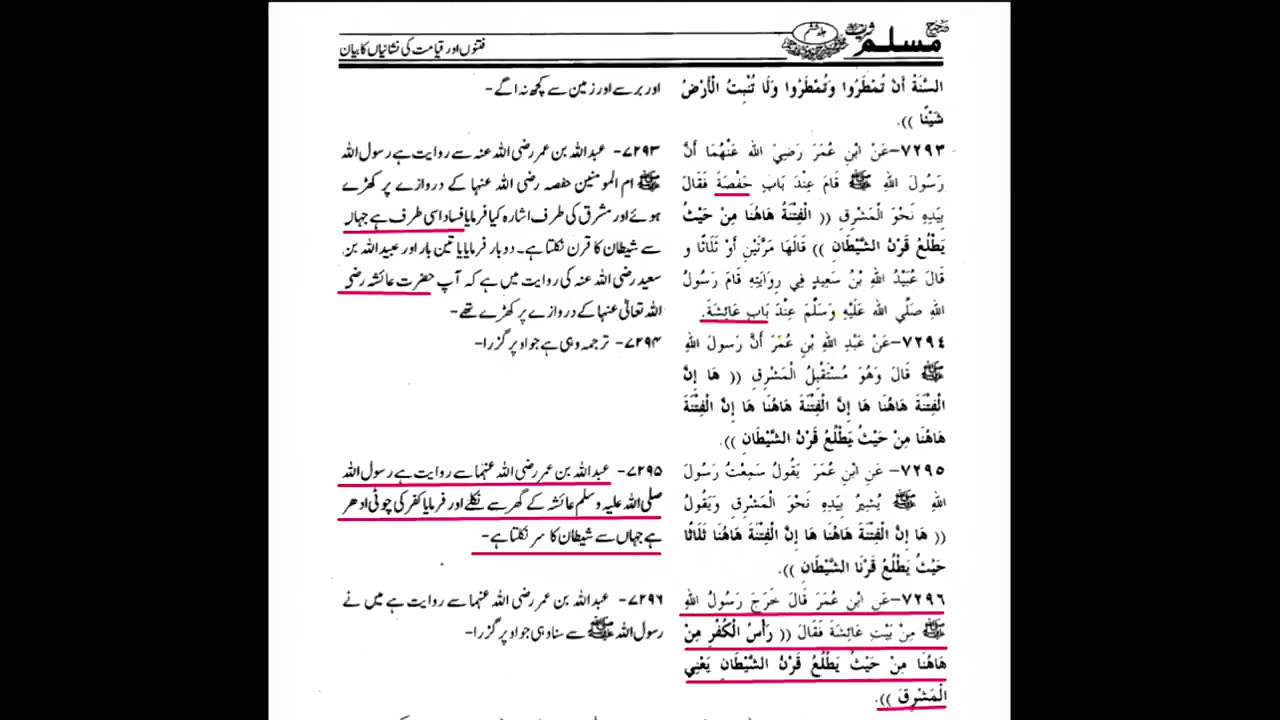 صحیح مسلم شریف
جلد ششم
فتنوں اور قیامت کی نشانیاں کا بیان
السَّنَةُ أَنْ تُمْطَرُوا وَتُمْطَرُوا وَلَا تُنْبِتُ الْأَرْضُ
شَيْئًا )).
٧٢٩٣-عَنْ ابْنِ عُمَرَ رَضِيَ الله عَنْهُمَا أَنَّ
رَسُولَ اللهِ ﷺ قَامَ عِنْدَ بَابِ حَفْصَةَ فَقَالَ
بِيَدِهِ نَحْوَ الْمَشْرِقِ (( الْفِتْنَةُ هَاهُنَا مِنْ حَيْثُ
يَطْلُعُ قَرْنُ الشَّيْطَانِ )) قَالَهَا مَرَّتَيْنِ أَوْ ثَلَاثًا و
قَالَ عُبَيْدُ اللهِ بْنُ سَعِيدٍ فِي رِوَايَتِهِ قَامَ رَسُولُ
اللهِ صَلَّي الله عَلَيْهِ وَسَلَّمَ عِنْدَ بَابِ عَائِشَةَ.
٧٢٩٤-عَنْ عَبْدِ اللهِ بْنِ عُمَرَ أَنَّ رَسُولَ اللهِ
ﷺ قَالَ وَهُوَ مُسْتَقْبِلُ الْمَشْرِقِ (( هَا إِنَّ
الْفِتْنَةَ هَاهُنَا هَا إِنَّ الْفِتْنَةَ هَاهُنَا هَا إِنَّ الْفِتْنَةَ
هَاهُنَا مِنْ حَيْثُ يَطْلُعُ قَرْنُ الشَّيْطَانِ )).
٧٢٩٥- عَنِ ابْنِ عُمَرَ يَقُولُ سَمِعْتُ رَسُولَ
اللهِ ﷺ يُشِيرُ بِيَدِهِ نَحْوَ الْمَشْرِقِ وَيَقُولُ
(( هَا إِنَّ الْفِتْنَةَ هَاهُنَا هَا إِنَّ الْفِتْنَةَ هَاهُنَا ثَلَاثًا
حَيْثُ يَطْلُعُ قَرْنَا الشَّيْطَانِ )).
٧٢٩٦-عَنِ ابْنِ عُمَرَ قَالَ خَرَجَ رَسُولُ اللهِ
ﷺ مِنْ بَيْتِ عَائِشَةَ فَقَالَ (( رَأْسُ الْكُفْرِ مِنْ
هَاهُنَا مِنْ حَيْثُ يَطْلُعُ قَرْنُ الشَّيْطَانِ يَعْنِي
الْمَشْرِقَ )).
اور برسے اور زمین سے کچھ نہ اگے-
۷۲۹۳- عبداللہ بن عمر رضی اللہ عنہ سے روایت ہے رسول اللہ
ﷺ ام المومنین حفصہ رضی اللہ عنہا کے دروازے پر کھڑے
ہوئے اور مشرق کی طرف اشارہ کیا فرمایا فساد اسی طرف ہے جہاں
سے شیطان کا قرن نکلتا ہے۔ دو بار فرمایا یا تین بار اور عبید اللہ بن
سعید رضی اللہ عنہ کی روایت میں ہے کہ آپ حضرت عائشہ رضی
اللہ تعالیٰ عنہا کے دروازے پر کھڑے تھے-
۷۲۹۴- ترجمہ وہی ہے جو اوپر گزرا-
۷۲۹۵- عبداللہ بن عمر رضی اللہ عنہما سے روایت ہے رسول اللہ
صلی اللہ علیہ وسلم عائشہ کے گھر سے نکلے اور فرمایا کفر کی چوٹی ادھر
ہے جہاں سے شیطان کا سر نکلتا ہے-
۷۲۹۶- عبداللہ بن عمر رضی اللہ عنہما سے روایت ہے میں نے
رسول اللہ ﷺ سے سنا وہی جو اوپر گزرا-